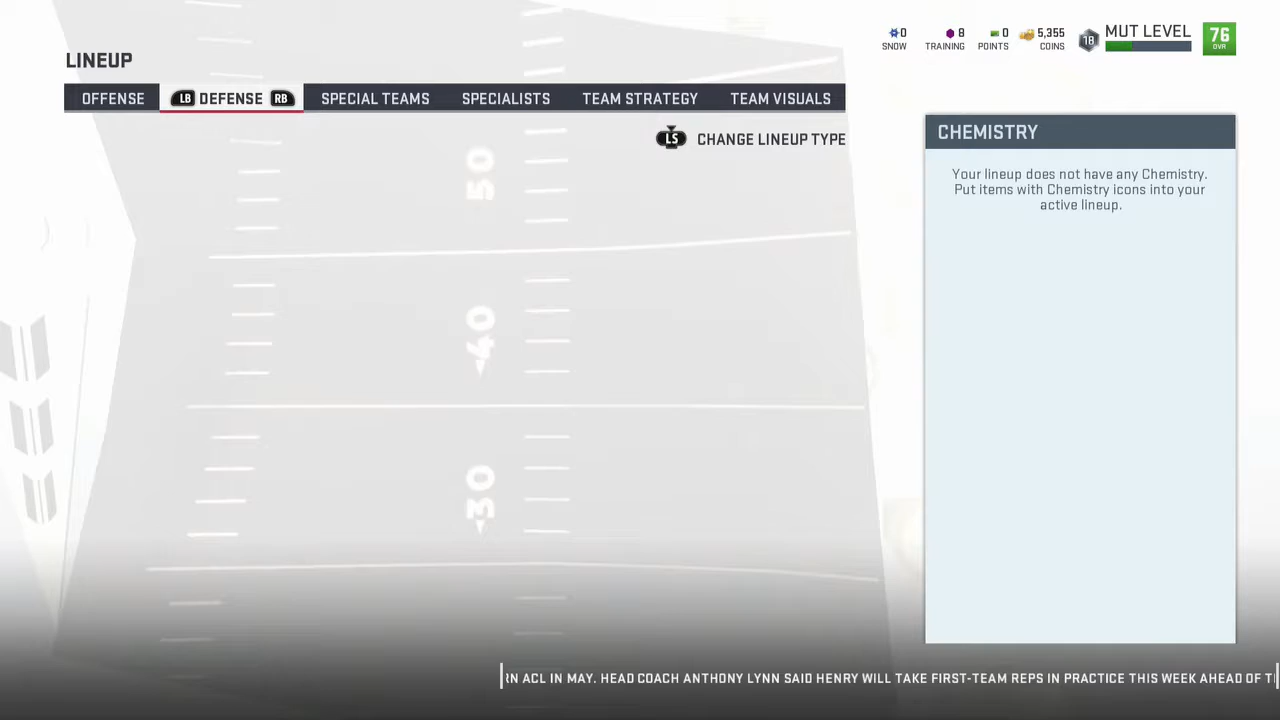 LINEUP
0 SNOW
8 TRAINING
0 POINTS
5,355 COINS
18
MUT LEVEL
76 OVR
OFFENSE
LB DEFENSE RB
SPECIAL TEAMS
SPECIALISTS
TEAM STRATEGY
TEAM VISUALS
LS CHANGE LINEUP TYPE
CHEMISTRY
Your lineup does not have any Chemistry.
Put items with Chemistry icons into your
active lineup.
50
40
30
ACL IN MAY. HEAD COACH ANTHONY LYNN SAID HENRY WILL TAKE FIRST-TEAM REPS IN PRACTICE THIS WEEK AHEAD OF